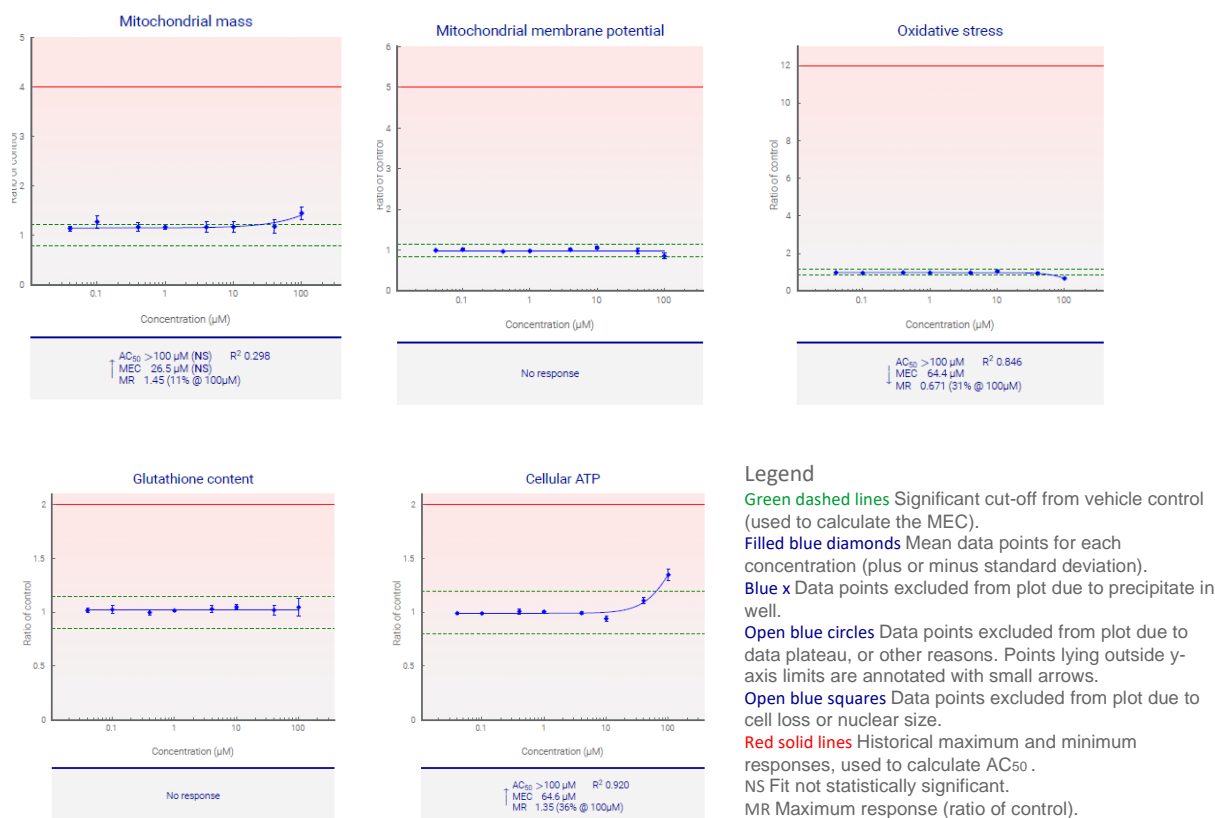 Mitochondrial mass
5
4
3
2
1
0
Ratio of control
0.1 1 10 100
Concentration (µM)
↑ AC50 >100 µM (NS) R2 0.298
MEC 26.5 µM (NS)
MR 1.45 (11% @ 100µM)
Mitochondrial membrane potential
6
5
4
3
2
1
0
Ratio of control
0.1 1 10 100
Concentration (µM)
No response
Oxidative stress
12
10
8
6
4
2
0
Ratio of control
0.1 1 10 100
Concentration (µM)
↓ AC50 >100 µM R2 0.846
MEC 64.4 µM
MR 0.671 (31% @ 100µM)
Glutathione content
2
1.5
1
0.5
0
Ratio of control
0.1 1 10 100
Concentration (µM)
No response
Cellular ATP
2
1.5
1
0.5
0
Ratio of control
0.1 1 10 100
Concentration (µM)
↑ AC50 >100 µM R2 0.920
MEC 64.6 µM
MR 1.35 (36% @ 100µM)
Legend
Green dashed lines Significant cut-off from vehicle control
(used to calculate the MEC).
Filled blue diamonds Mean data points for each
concentration (plus or minus standard deviation).
Blue x Data points excluded from plot due to precipitate in
well.
Open blue circles Data points excluded from plot due to
data plateau, or other reasons. Points lying outside y-
axis limits are annotated with small arrows.
Open blue squares Data points excluded from plot due to
cell loss or nuclear size.
Red solid lines Historical maximum and minimum
responses, used to calculate AC50 .
NS Fit not statistically significant.
MR Maximum response (ratio of control).